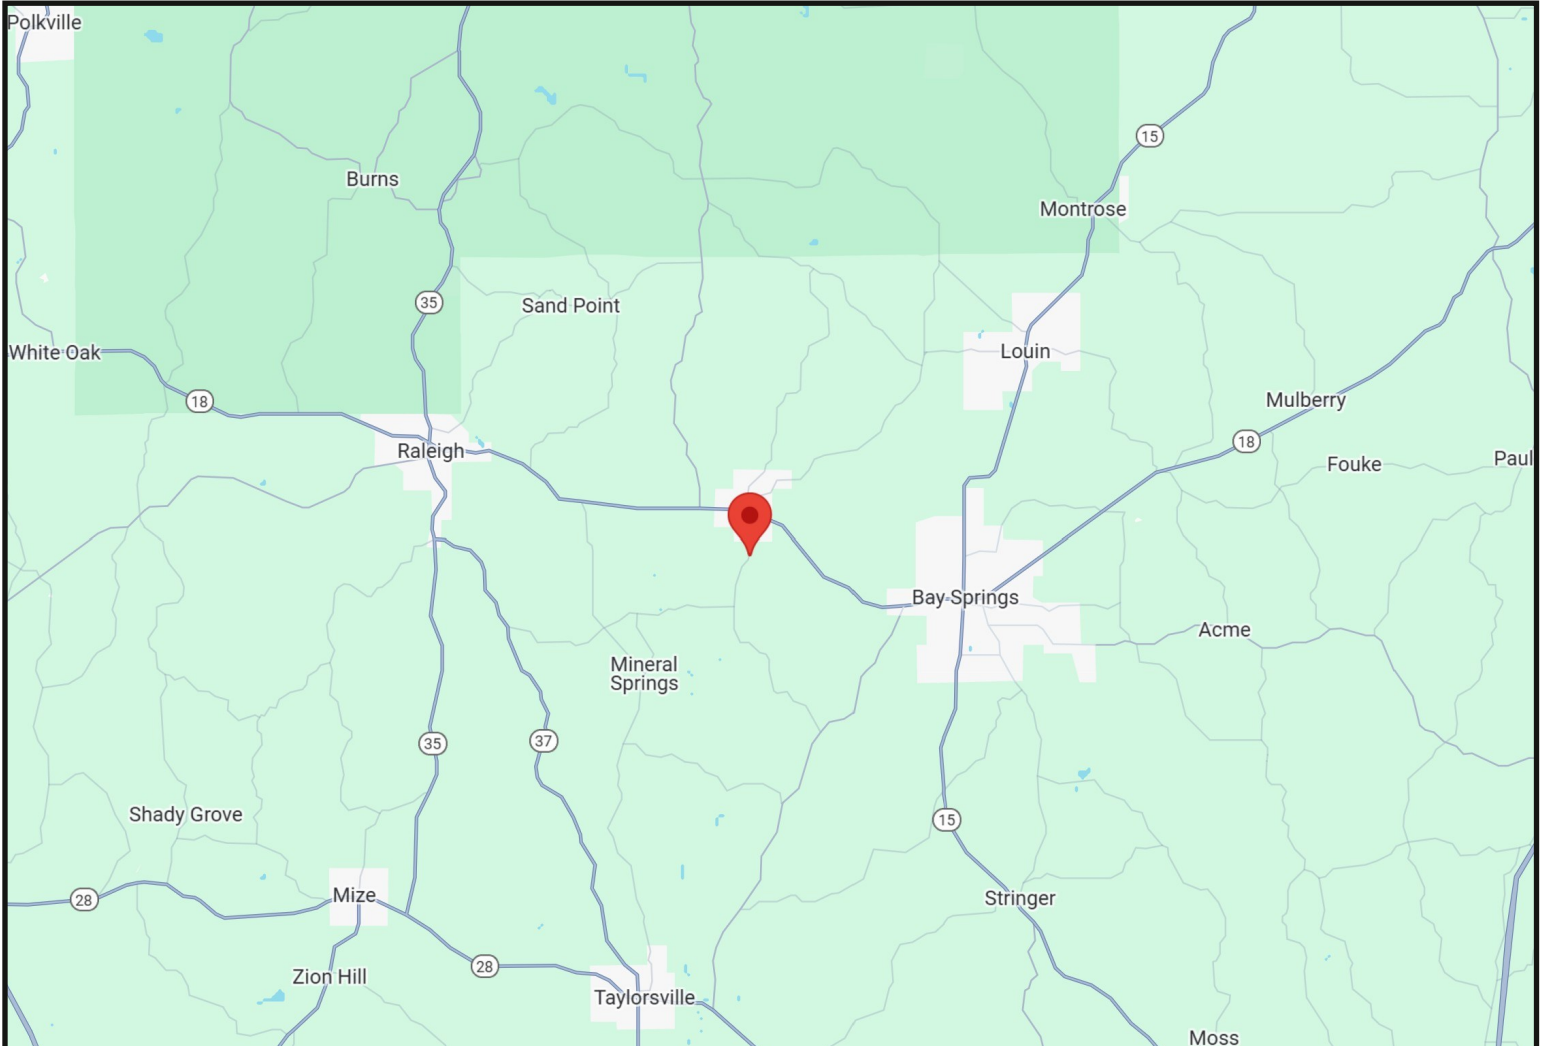 Polkville
15
Burns
Montrose
35
Sand Point
White Oak
Louin
18
Mulberry
18
Raleigh
Fouke
Paul
Bay Springs
Acme
Mineral
Springs
35
37
Shady Grove
15
28
Mize
Stringer
28
Zion Hill
Taylorsville
Moss